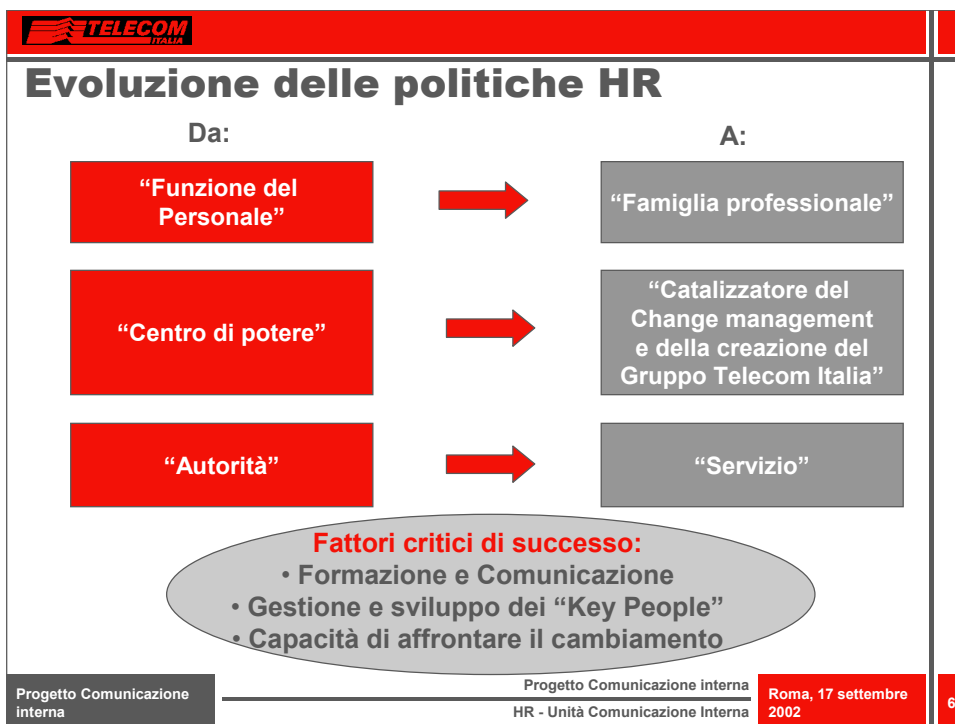 TELECOM
ITALIA
Evoluzione delle politiche HR
Da:
A:
“Funzione del
Personale”
“Famiglia professionale”
“Centro di potere”
“Catalizzatore del
Change management
e della creazione del
Gruppo Telecom Italia”
“Autorità”
“Servizio”
Fattori critici di successo:
• Formazione e Comunicazione
• Gestione e sviluppo dei “Key People”
• Capacità di affrontare il cambiamento
Progetto Comunicazione
interna
Progetto Comunicazione interna
HR - Unità Comunicazione Interna
Roma, 17 settembre
2002
6